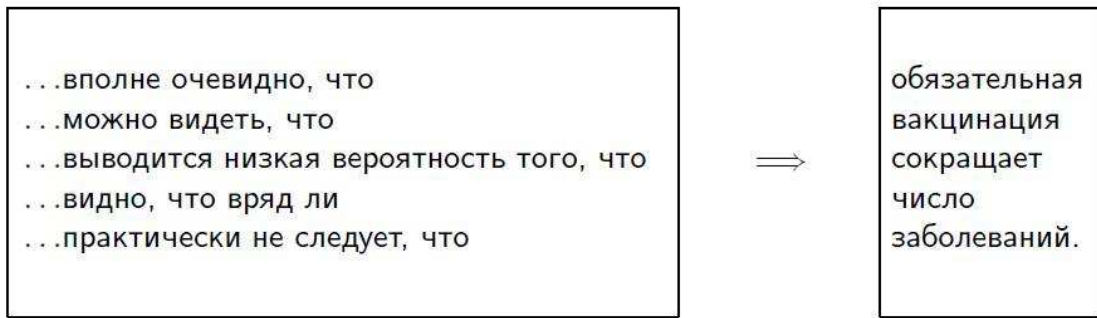 ...вполне очевидно, что
...можно видеть, что
...выводится низкая вероятность того, что
...видно, что вряд ли
...практически не следует, что
⟹
обязательная
вакцинация
сокращает
число
заболеваний.